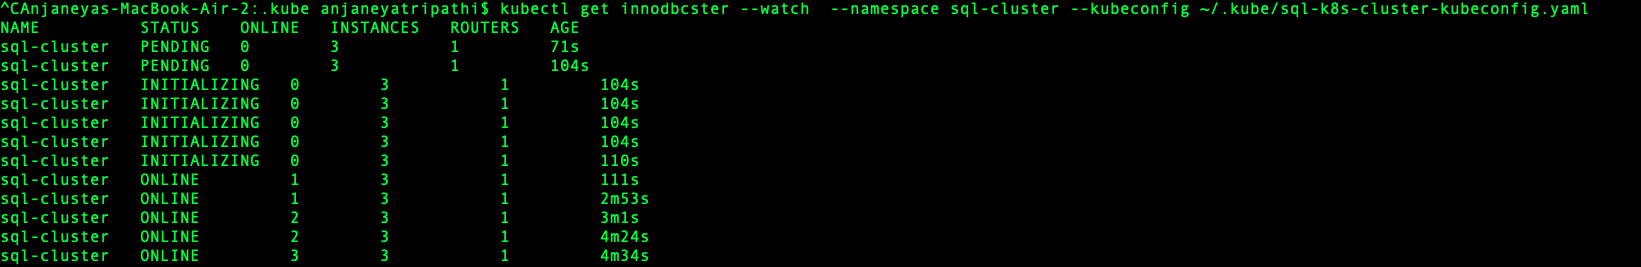 ^CAnjaneyas-MacBook-Air-2:.kube anjaneyatripathi$ kubectl get innodbcster --watch  --namespace sql-cluster --kubeconfig ~/.kube/sql-k8s-cluster-kubeconfig.yaml
NAME          STATUS    ONLINE   INSTANCES   ROUTERS   AGE
sql-cluster   PENDING   0        3           1         71s
sql-cluster   PENDING   0        3           1         104s
sql-cluster   INITIALIZING   0        3           1         104s
sql-cluster   INITIALIZING   0        3           1         104s
sql-cluster   INITIALIZING   0        3           1         104s
sql-cluster   INITIALIZING   0        3           1         104s
sql-cluster   INITIALIZING   0        3           1         110s
sql-cluster   ONLINE         1        3           1         111s
sql-cluster   ONLINE         1        3           1         2m53s
sql-cluster   ONLINE         2        3           1         3m1s
sql-cluster   ONLINE         2        3           1         4m24s
sql-cluster   ONLINE         3        3           1         4m34s